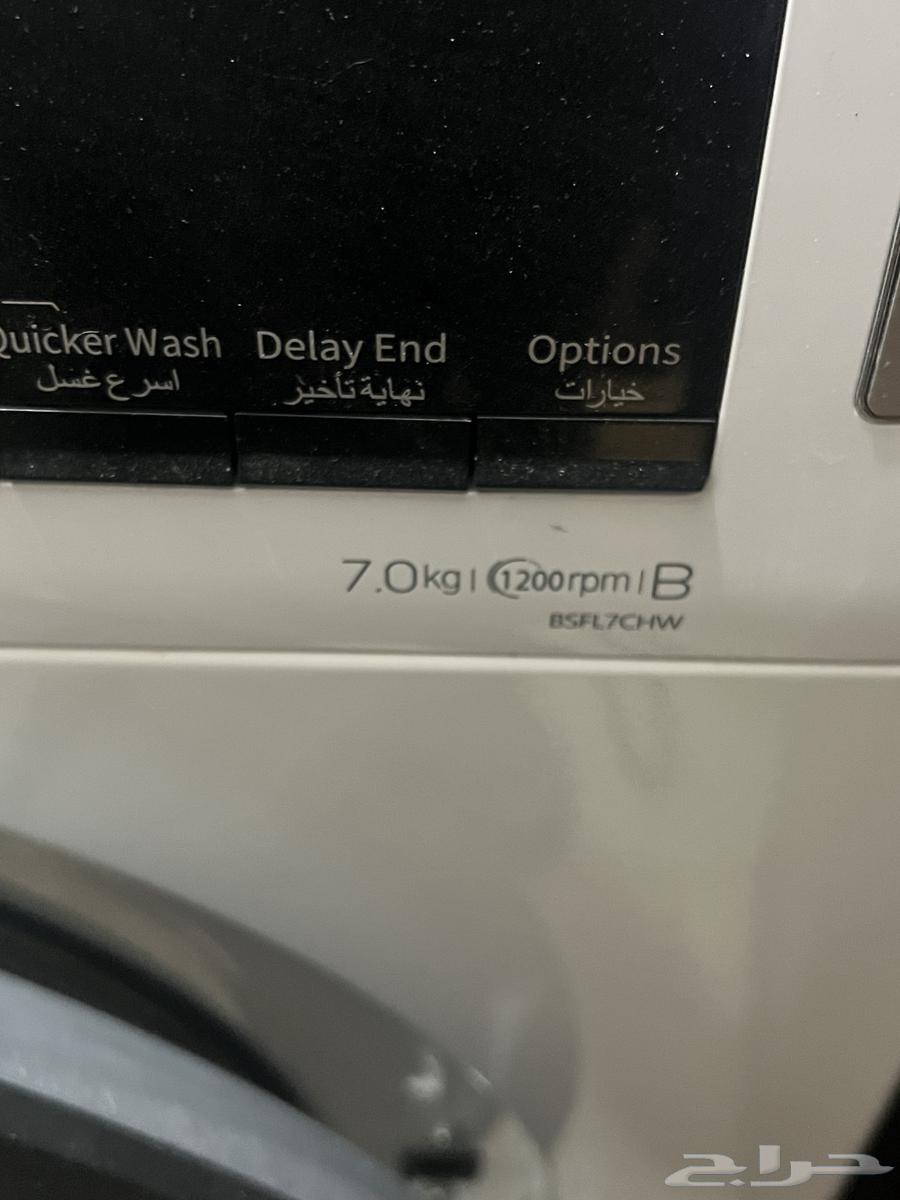 Quicker Wash
اسرع غسل
Delay End
نهاية تأخير
Options
خيارات
7.0kg | 1200rpm | B
BSFL7CHW
حراج